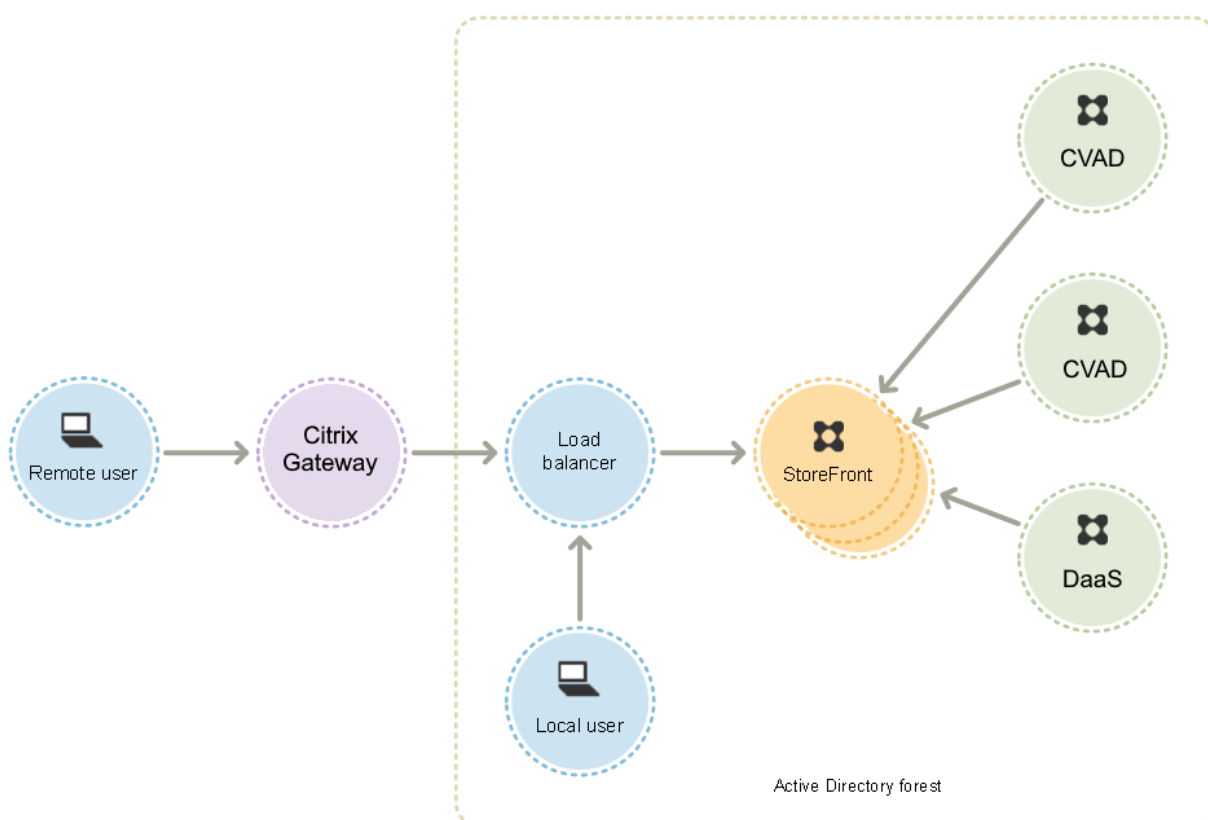 CVAD
CVAD
Remote user
Citrix
Gateway
Load
balancer
StoreFront
DaaS
Local user
Active Directory forest